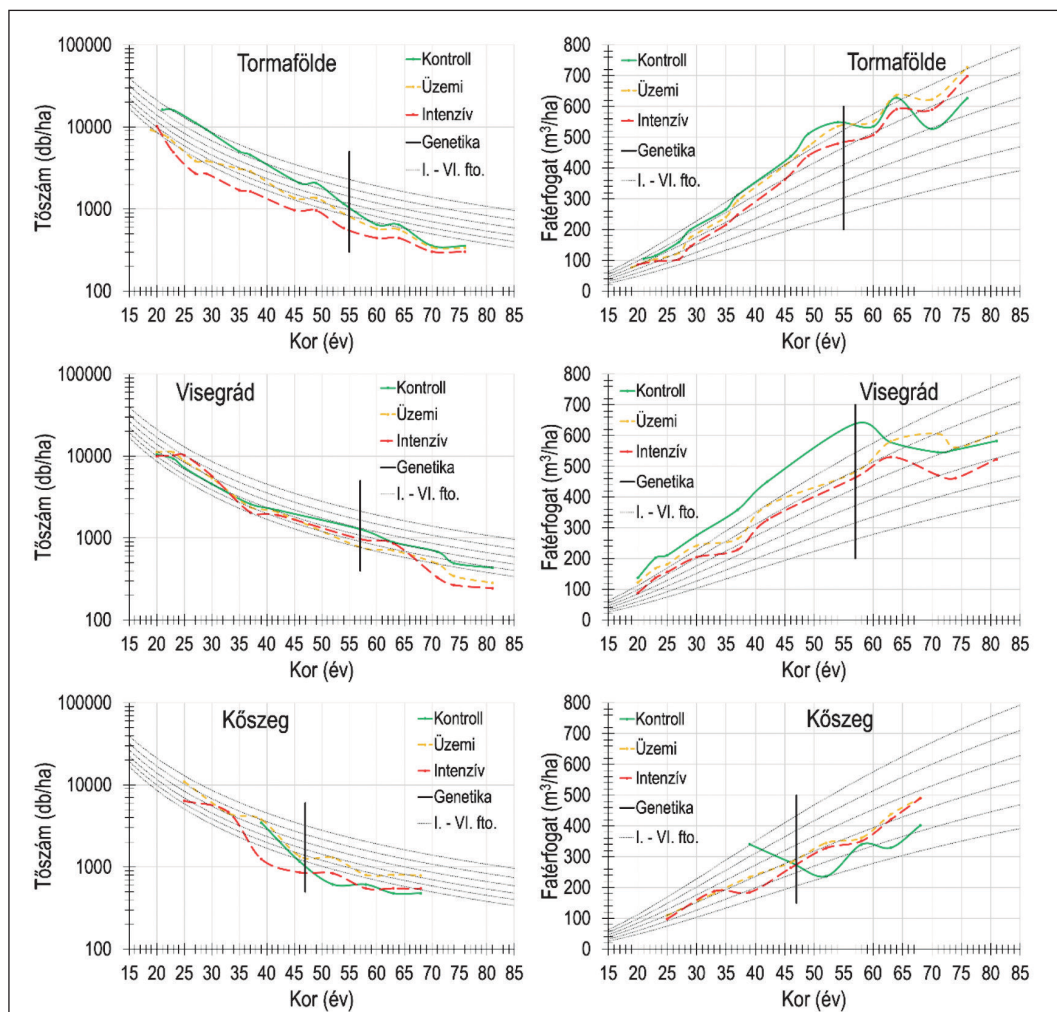 Tormafölde
Tőszám (db/ha)
100000
10000
1000
100
Kontroll
Üzemi
Intenzív
Genetika
I. - VI. fto.
15 20 25 30 35 40 45 50 55 60 65 70 75 80 85
Kor (év)
Tormafölde
Fatérfogat (m³/ha)
800
700
600
500
400
300
200
100
0
Kontroll
Üzemi
Intenzív
Genetika
I. - VI. fto.
15 20 25 30 35 40 45 50 55 60 65 70 75 80 85
Kor (év)
Visegrád
Tőszám (db/ha)
100000
10000
1000
100
Kontroll
Üzemi
Intenzív
Genetika
I. - VI. fto.
15 20 25 30 35 40 45 50 55 60 65 70 75 80 85
Kor (év)
Visegrád
Fatérfogat (m³/ha)
800
700
600
500
400
300
200
100
0
Kontroll
Üzemi
Intenzív
Genetika
I. - VI. fto.
15 20 25 30 35 40 45 50 55 60 65 70 75 80 85
Kor (év)
Kőszeg
Tőszám (db/ha)
100000
10000
1000
100
Kontroll
Üzemi
Intenzív
Genetika
I. - VI. fto.
15 20 25 30 35 40 45 50 55 60 65 70 75 80 85
Kor (év)
Kőszeg
Fatérfogat (m³/ha)
800
700
600
500
400
300
200
100
0
Kontroll
Üzemi
Intenzív
Genetika
I. - VI. fto.
15 20 25 30 35 40 45 50 55 60 65 70 75 80 85
Kor (év)